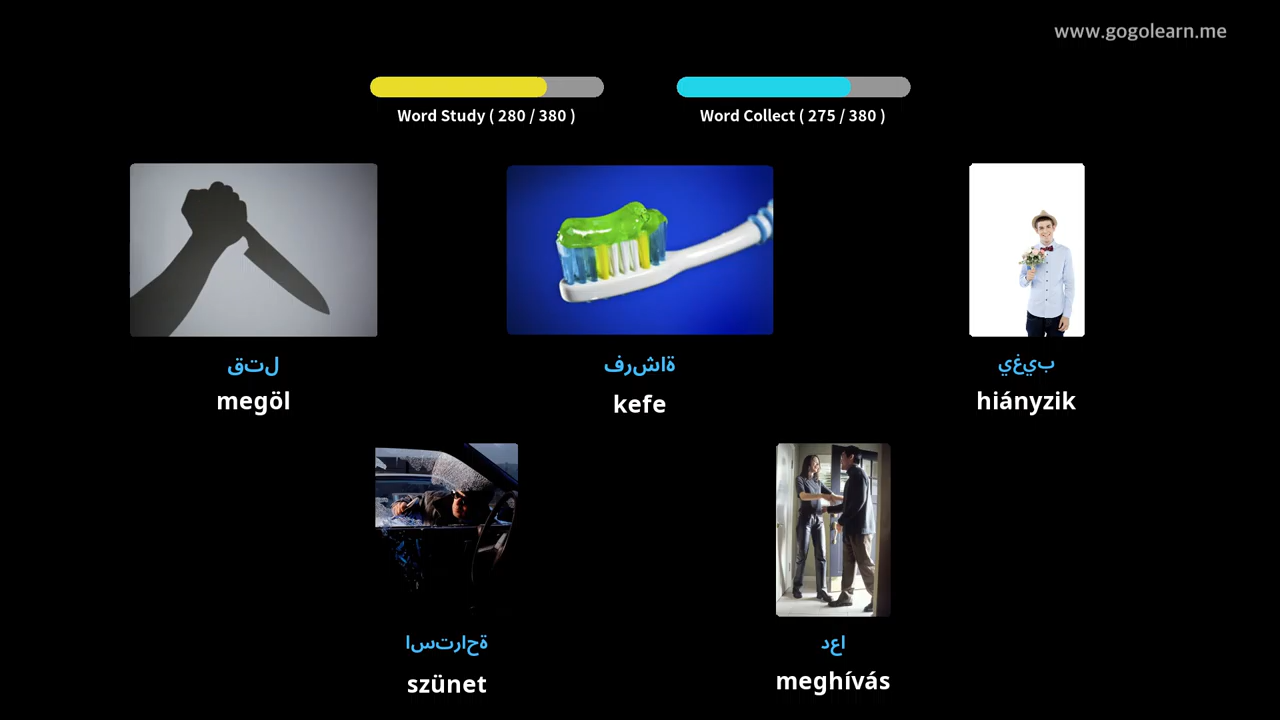 www.gogolearn.me
Word Study ( 280 / 380 )
Word Collect ( 275 / 380 )
لتق
megöl
ةاشرف
kefe
بيغي
hiányzik
ةحارتسا
szünet
اعد
meghívás